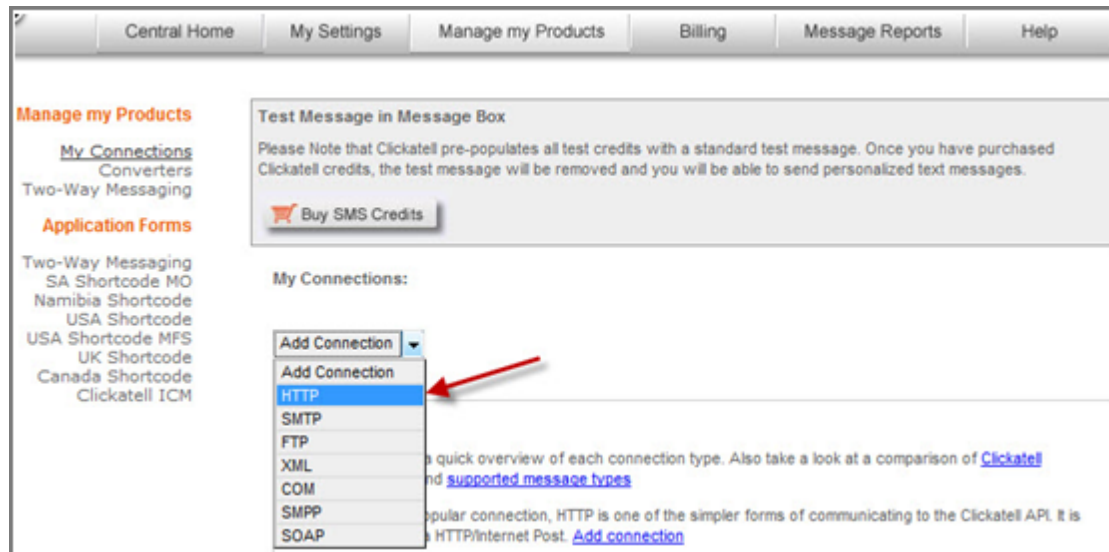 Central Home
My Settings
Manage my Products
Billing
Message Reports
Help
Manage my Products
My Connections
Converters
Two-Way Messaging
Application Forms
Two-Way Messaging
SA Shortcode MO
Namibia Shortcode
USA Shortcode
USA Shortcode MFS
UK Shortcode
Canada Shortcode
Clickatell ICM
Test Message in Message Box
Please Note that Clickatell pre-populates all test credits with a standard test message. Once you have purchased
Clickatell credits, the test message will be removed and you will be able to send personalized text messages.
Buy SMS Credits
My Connections:
Add Connection
Add Connection
HTTP
SMTP
FTP
XML
COM
SMPP
SOAP
a quick overview of each connection type. Also take a look at a comparison of Clickatell
nd supported message types
opular connection, HTTP is one of the simpler forms of communicating to the Clickatell API. It is
a HTTP/Internet Post. Add connection